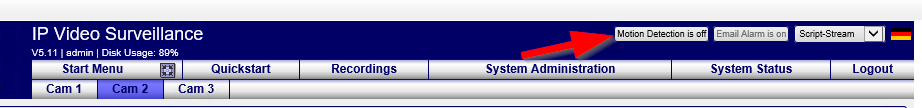 IP Video Surveillance
Motion Detection is off Email Alarm is on Script-Stream
V5.11 | admin | Disk Usage: 89%
Start Menu Quickstart Recordings System Administration System Status Logout
Cam 1 Cam 2 Cam 3